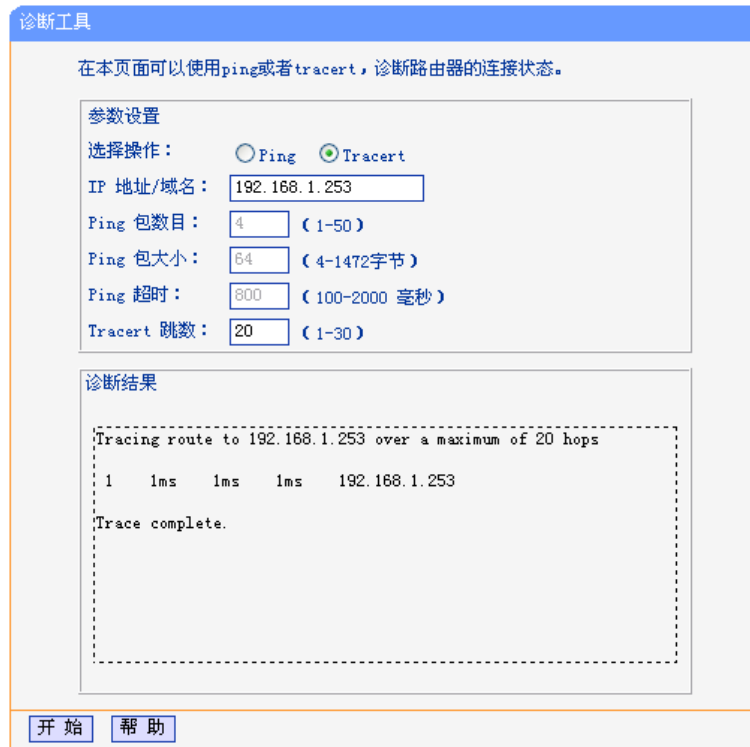 诊断工具
在本页面可以使用ping或者tracert，诊断路由器的连接状态。
参数设置
选择操作： Ping Tracert
IP 地址/域名： 192.168.1.253
Ping 包数目： 4 （1-50）
Ping 包大小： 64 （4-1472字节）
Ping 超时： 800 （100-2000 毫秒）
Tracert 跳数： 20 （1-30）
诊断结果
Tracing route to 192.168.1.253 over a maximum of 20 hops
1 1ms 1ms 1ms 192.168.1.253
Trace complete.
开 始 帮 助